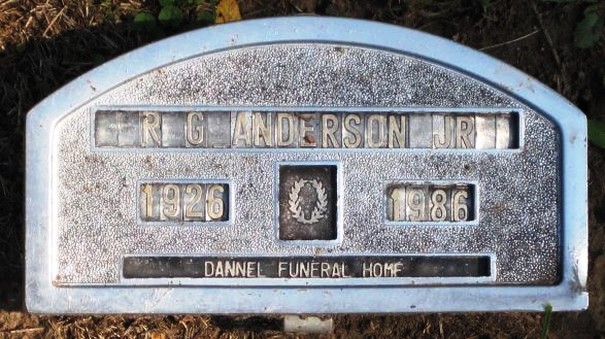 R G ANDERSON JR
1926 1986
DANNEL FUNERAL HOME